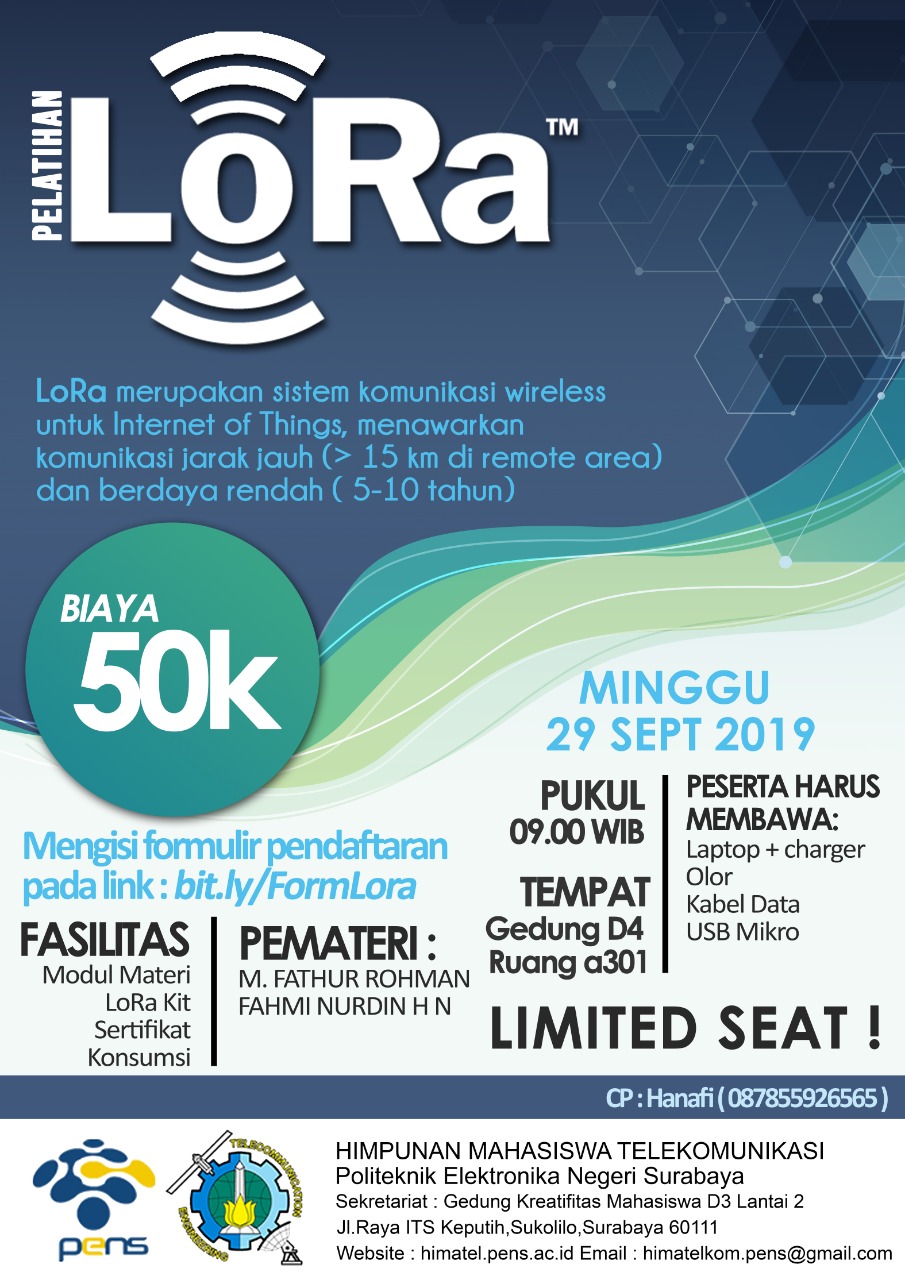 PELATIHAN
LoRa™
LoRa merupakan sistem komunikasi wireless
untuk Internet of Things, menawarkan
komunikasi jarak jauh (> 15 km di remote area)
dan berdaya rendah ( 5-10 tahun)
BIAYA
50k
MINGGU
29 SEPT 2019
PUKUL
09.00 WIB
TEMPAT
Gedung D4
Ruang a301
PESERTA HARUS
MEMBAWA:
Laptop + charger
Olor
Kabel Data
USB Mikro
Mengisi formulir pendaftaran
pada link : bit.ly/FormLora
FASILITAS
Modul Materi
LoRa Kit
Sertifikat
Konsumsi
PEMATERI :
M. FATHUR ROHMAN
FAHMI NURDIN H N
LIMITED SEAT !
CP : Hanafi ( 087855926565 )
pens
TELECOMMUNICATION
ENGINEERING
HIMPUNAN MAHASISWA TELEKOMUNIKASI
Politeknik Elektronika Negeri Surabaya
Sekretariat : Gedung Kreatifitas Mahasiswa D3 Lantai 2
Jl.Raya ITS Keputih,Sukolilo,Surabaya 60111
Website : himatel.pens.ac.id Email : himatelkom.pens@gmail.com